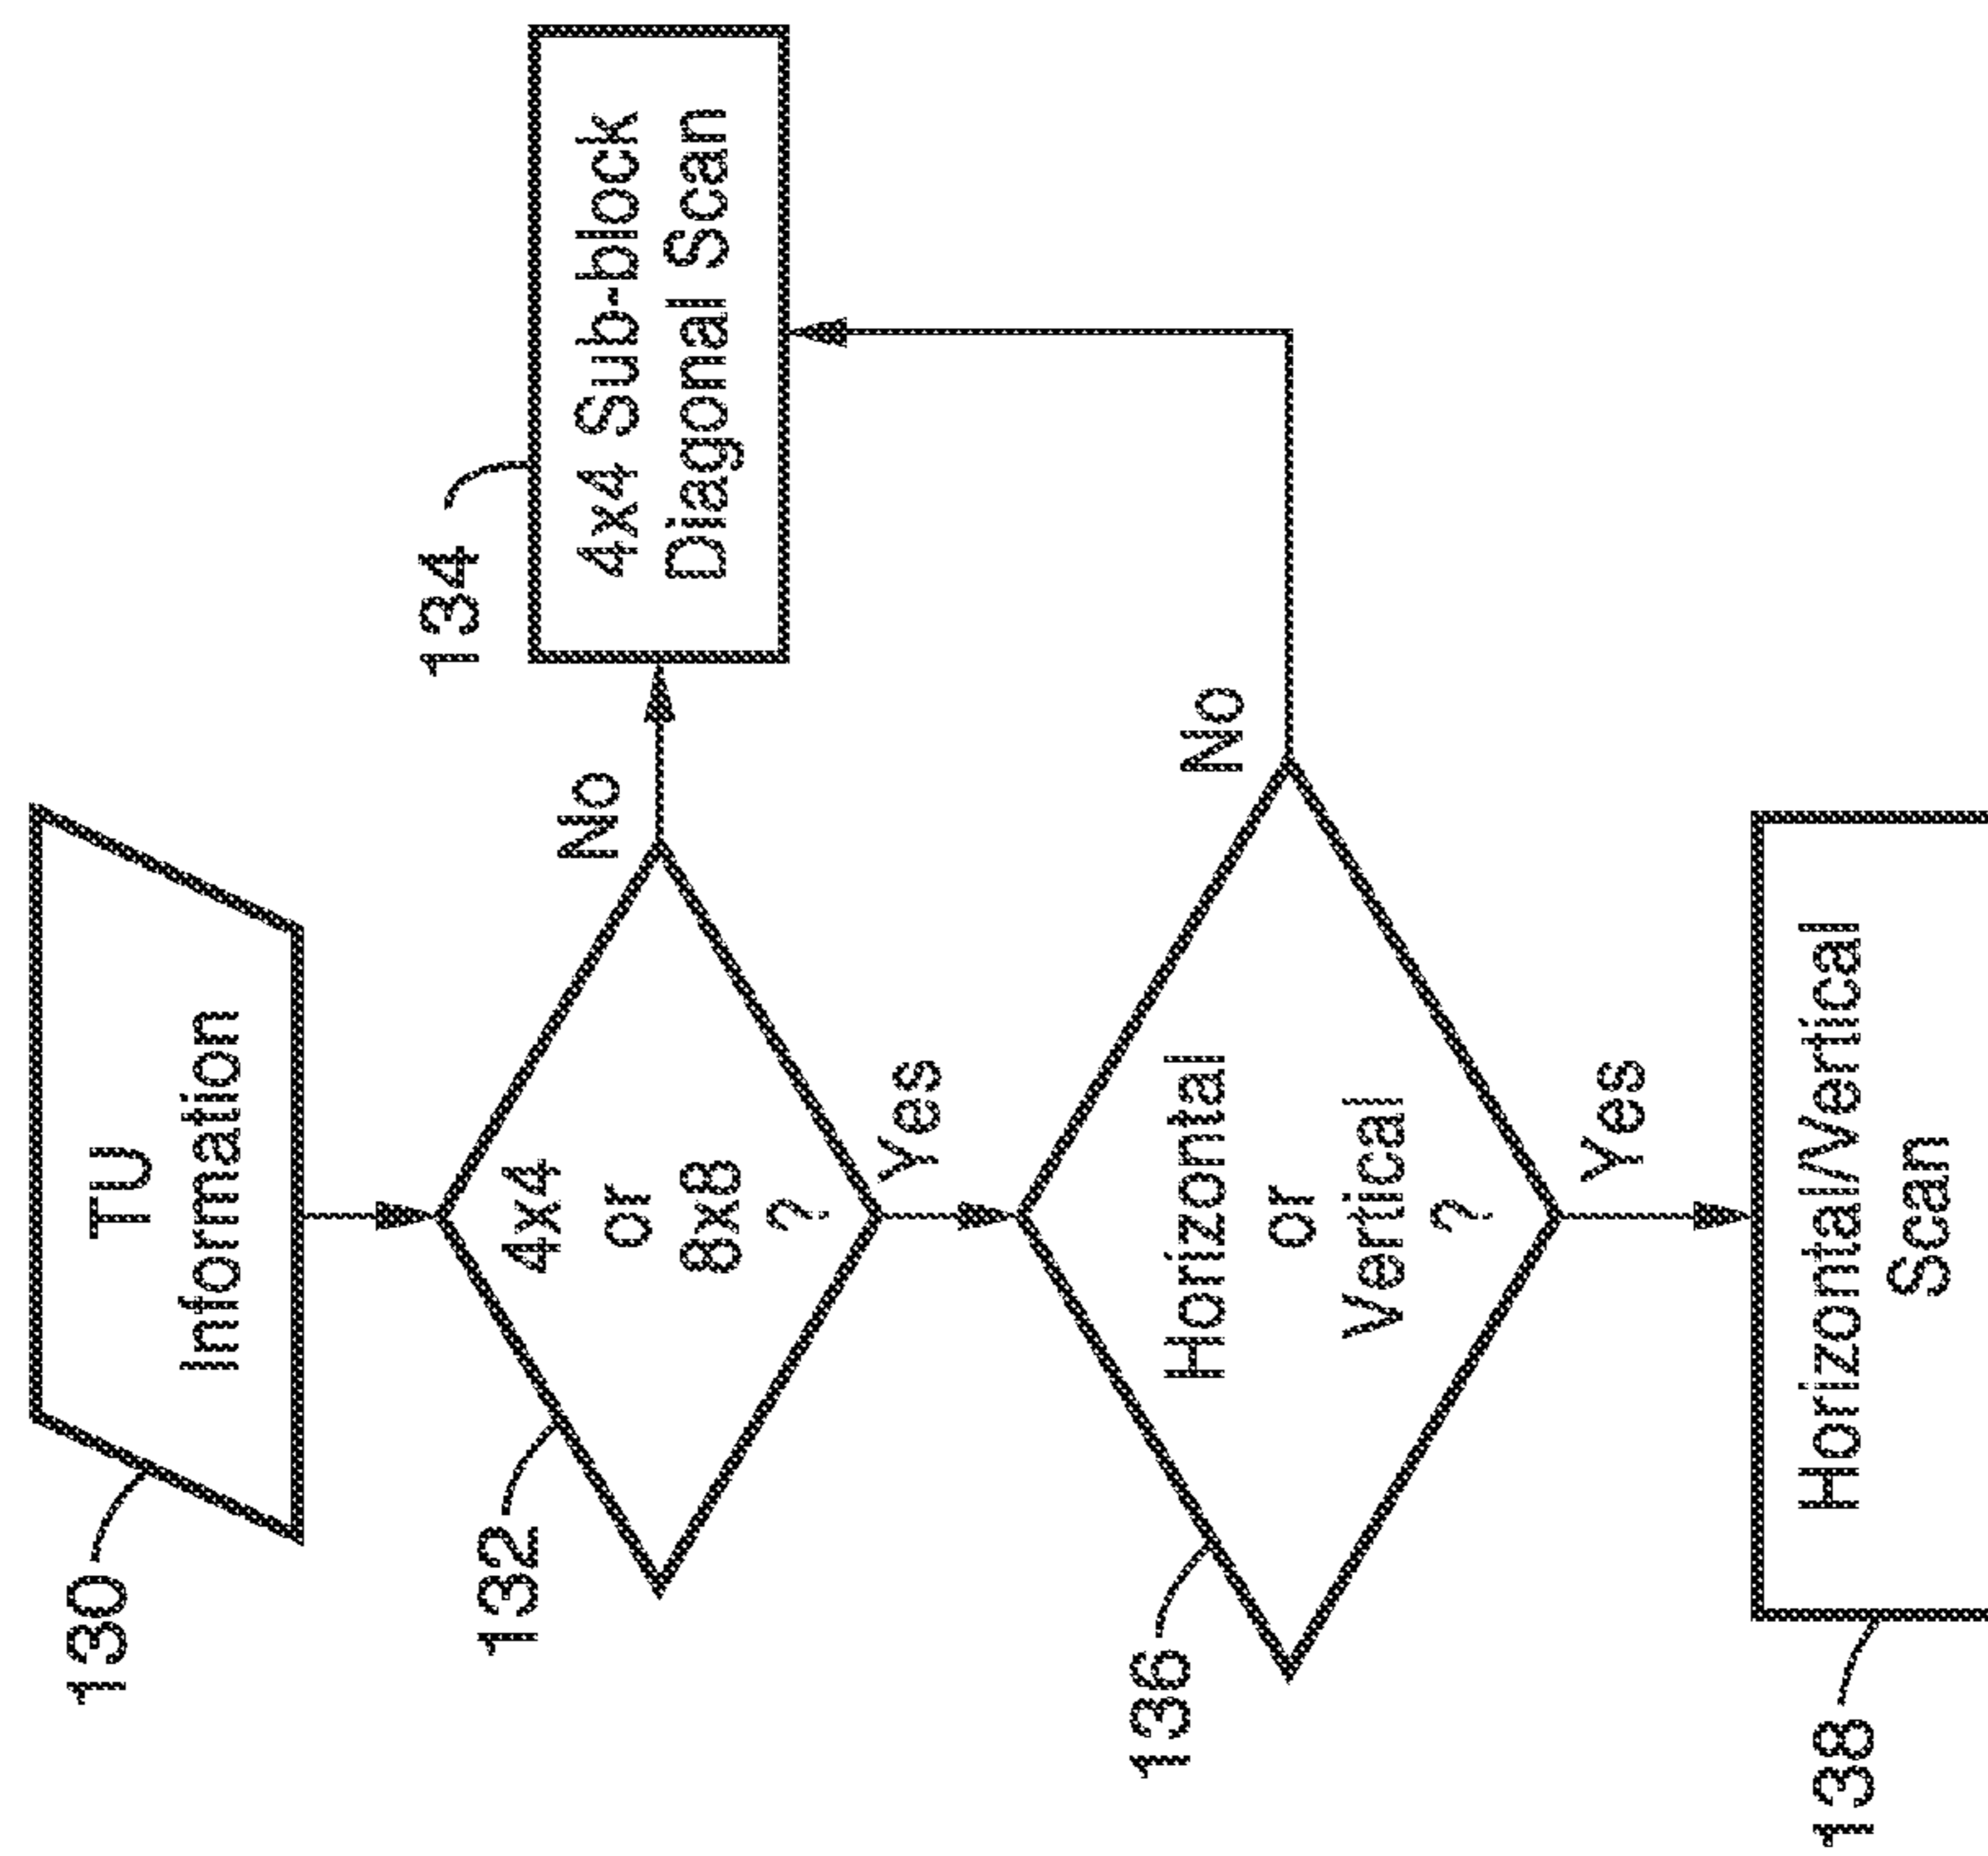 130
TU
Information
132
4x4
or
8x8
?
No
134
4x4 Sub-block
Diagonal Scan
Yes
136
Horizontal
or
Vertical
?
No
Yes
138
Horizontal/Vertical
Scan